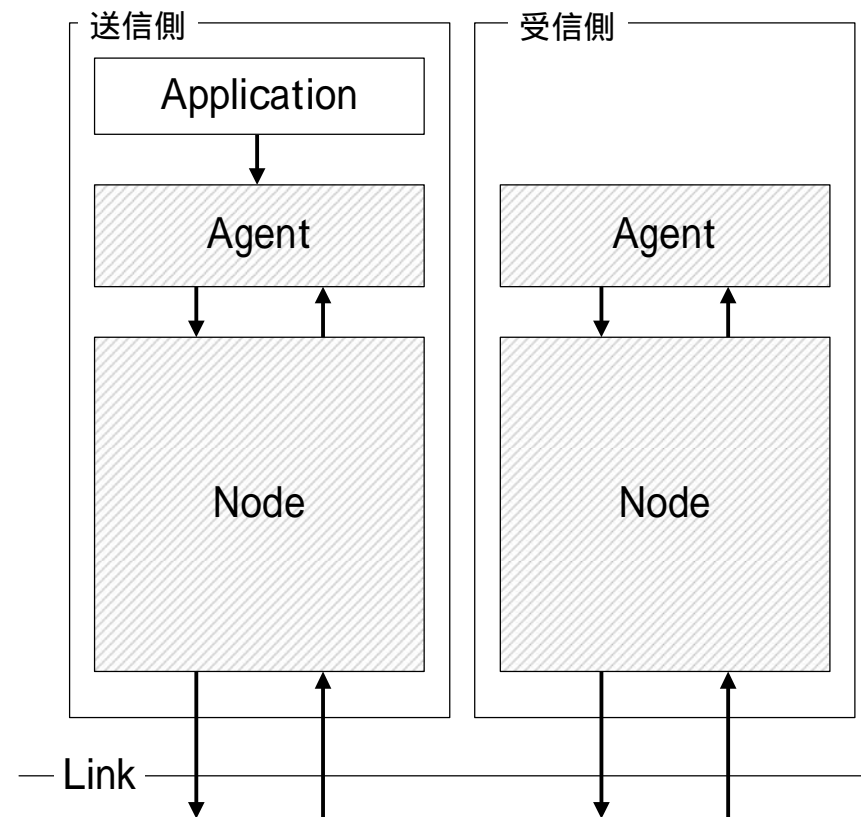 送信側
受信側
Application
Agent
Agent
Node
Node
Link